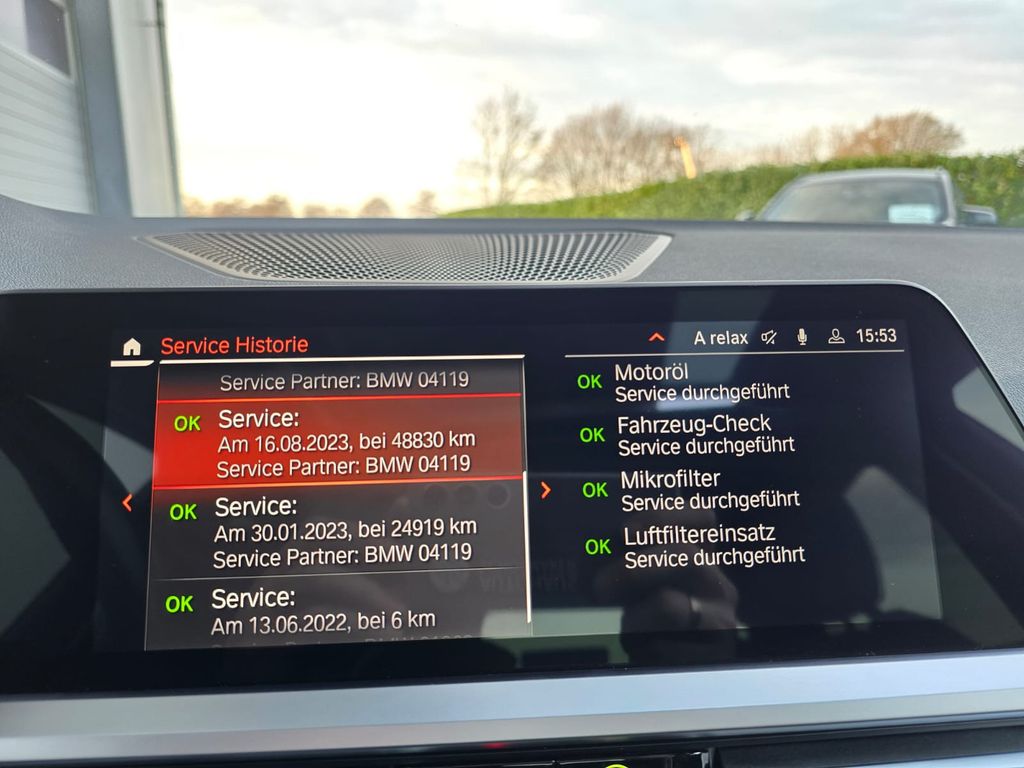 Service Historie
A relax 15:53
Service Partner: BMW 04119
OK Service:
Am 16.08.2023, bei 48830 km
Service Partner: BMW 04119
OK Service:
Am 30.01.2023, bei 24919 km
Service Partner: BMW 04119
OK Service:
Am 13.06.2022, bei 6 km
OK Motoröl
Service durchgeführt
OK Fahrzeug-Check
Service durchgeführt
OK Mikrofilter
Service durchgeführt
OK Luftfiltereinsatz
Service durchgeführt